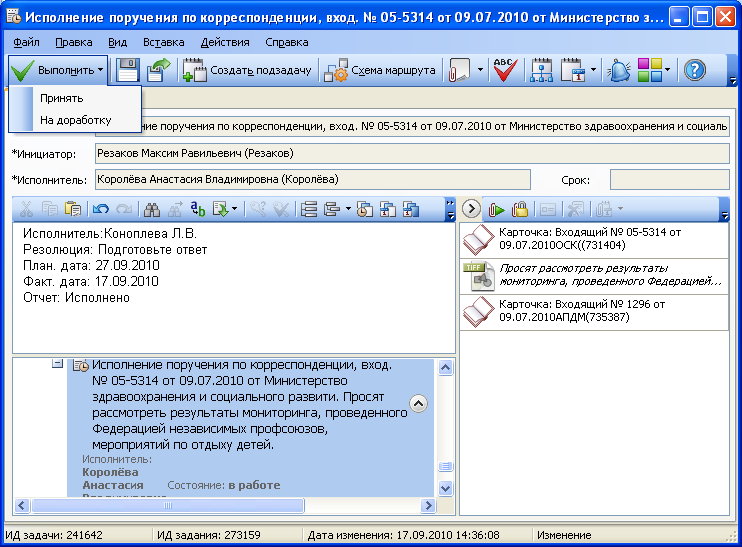 Исполнение поручения по корреспонденции, вход. № 05-5314 от 09.07.2010 от Министерство з...
Файл Правка Вид Вставка Действия Справка
Выполнить Создать подзадачу Схема маршрута ABC
Принять
На доработку
ние поручения по корреспонденции, вход. № 05-5314 от 09.07.2010 от Министерство здравоохранения и социаль
*Инициатор: Резаков Максим Равильевич (Резаков)
*Исполнитель: Королёва Анастасия Владимировна (Королёва) Срок:
Исполнитель:Коноплева Л.В.
Резолюция: Подготовьте ответ
План. дата: 27.09.2010
Факт. дата: 17.09.2010
Отчет: Исполнено
Карточка: Входящий № 05-5314 от
09.07.2010ОСК((731404)
TIFF
Просят рассмотреть результаты
мониторинга, проведенного Федерацией...
Карточка: Входящий № 1296 от
09.07.2010АПДМ(735387)
Исполнение поручения по корреспонденции, вход.
№ 05-5314 от 09.07.2010 от Министерство
здравоохранения и социального развити. Просят
рассмотреть результаты мониторинга, проведенного
Федерацией независимых профсоюзов,
мероприятий по отдыху детей.
Исполнитель:
Королёва
Анастасия Состояние: в работе
Владимировна
ИД задачи: 241642 ИД задания: 273159 Дата изменения: 17.09.2010 14:36:08 Изменение